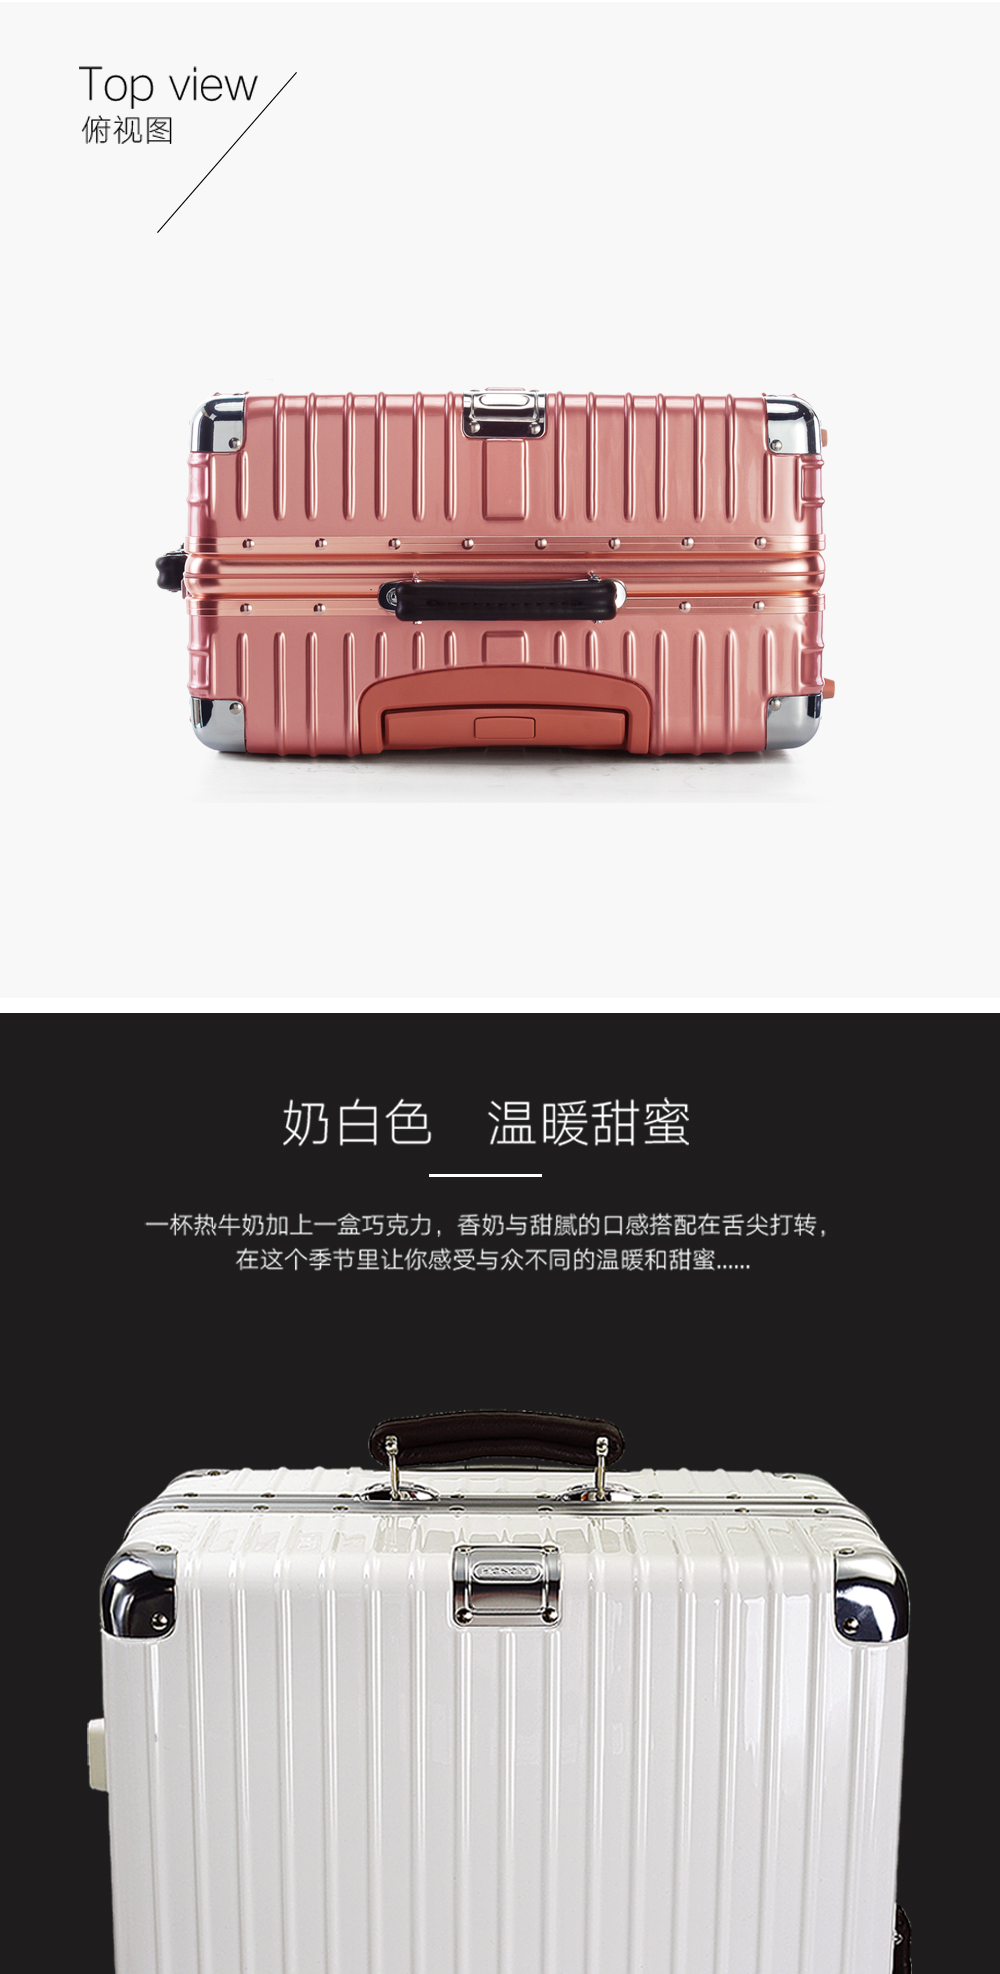 Top view
俯视图
奶白色 温暖甜蜜
一杯热牛奶加上一盒巧克力，香奶与甜腻的口感搭配在舌尖打转，
在这个季节里让你感受与众不同的温暖和甜蜜......